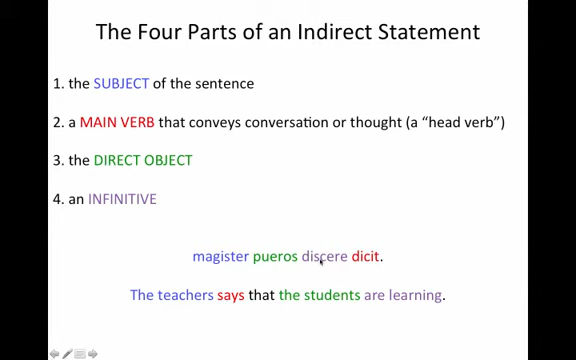 The Four Parts of an Indirect Statement
1. the SUBJECT of the sentence
2. a MAIN VERB that conveys conversation or thought (a “head verb”)
3. the DIRECT OBJECT
4. an INFINITIVE
magister pueros discere dicit.
The teachers says that the students are learning.